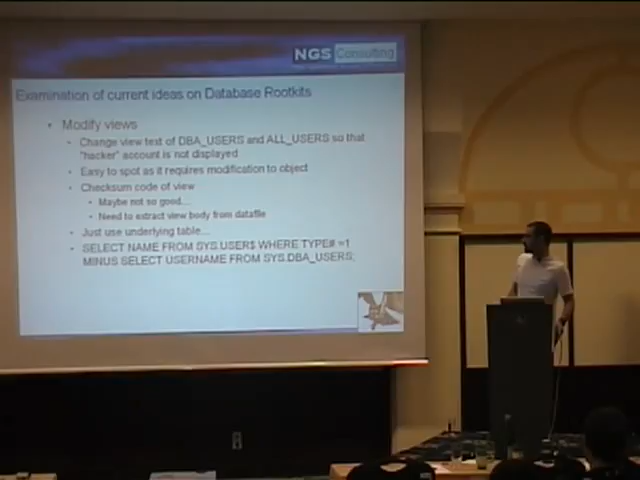 NGS Consulting
Examination of current ideas on Database Rootkits
• Modify views
• Change view text of DBA_USERS and ALL_USERS so that
"hacker" account is not displayed
• Easy to spot as it requires modification to object
• Checksum code of view
• Maybe not so good...
• Need to extract view body from datafile
• Just use underlying table...
• SELECT NAME FROM SYS.USER$ WHERE TYPE# =1
MINUS SELECT USERNAME FROM SYS.DBA_USERS;